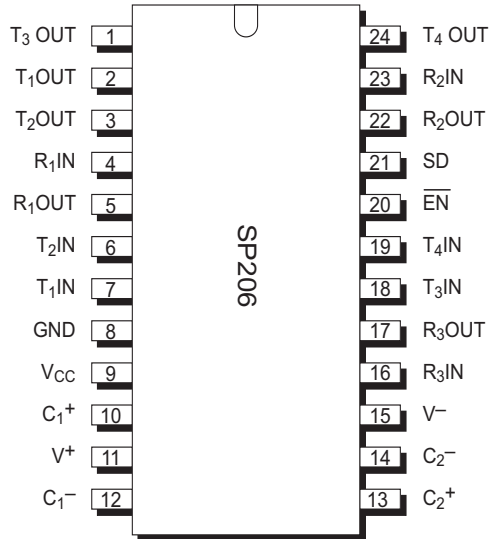 T₃ OUT 1
T₁OUT 2
T₂OUT 3
R₁IN 4
R₁OUT 5
T₂IN 6
T₁IN 7
GND 8
V_CC 9
C₁⁺ 10
V⁺ 11
C₁⁻ 12
SP206
24 T₄ OUT
23 R₂IN
22 R₂OUT
21 SD
20 E̅N̅
19 T₄IN
18 T₃IN
17 R₃OUT
16 R₃IN
15 V⁻
14 C₂⁻
13 C₂⁺